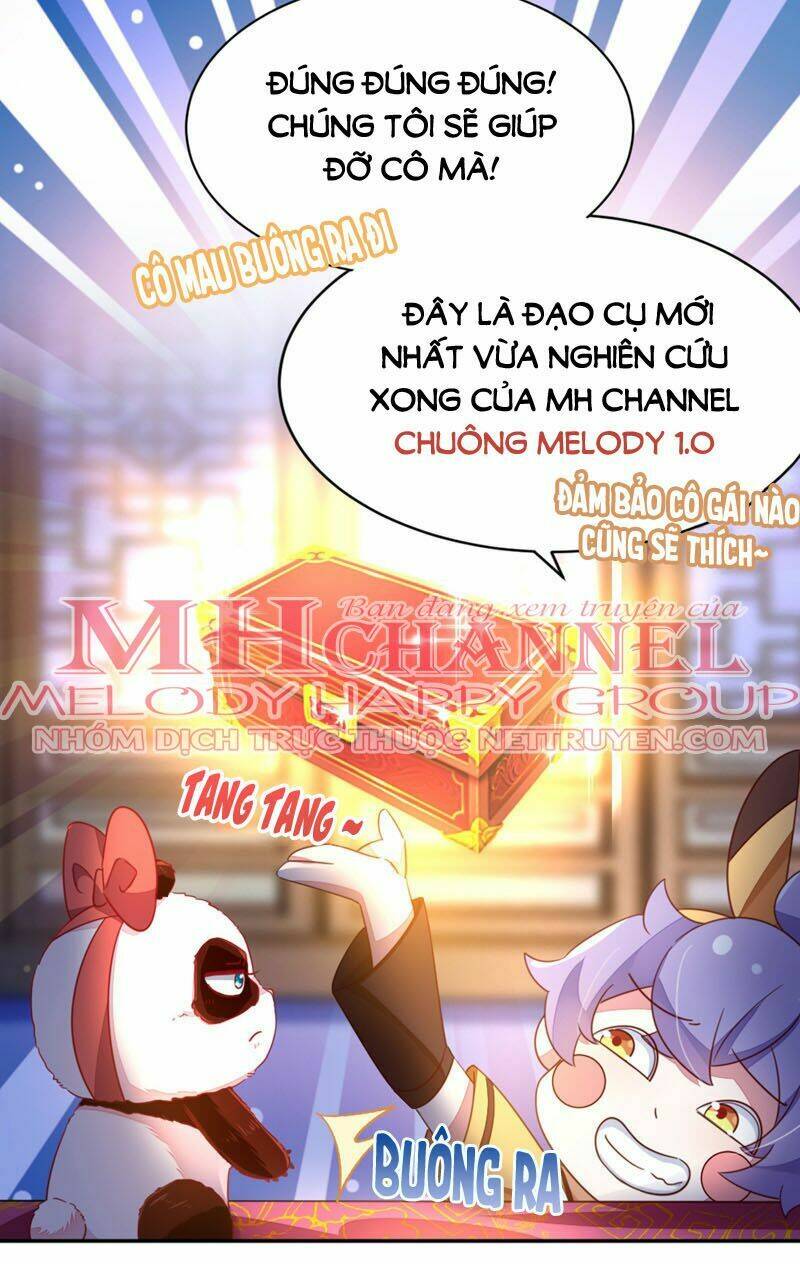 ĐÚNG ĐÚNG ĐÚNG!
CHÚNG TÔI SẼ GIÚP
ĐỠ CÔ MÀ!
CÔ MAU BUÔNG RA ĐI
ĐÂY LÀ ĐẠO CỤ MỚI
NHẤT VỪA NGHIÊN CỨU
XONG CỦA MH CHANNEL
CHUÔNG MELODY 1.0
ĐẢM BẢO CÔ GÁI NÀO
CŨNG SẼ THÍCH~
Bạn đang xem truyện của
MHCHANNEL
MELODY HAPPY GROUP
NHÓM DỊCH TRỰC THUỘC NETTRUYEN.COM
TANG TANG ~
BUÔNG RA